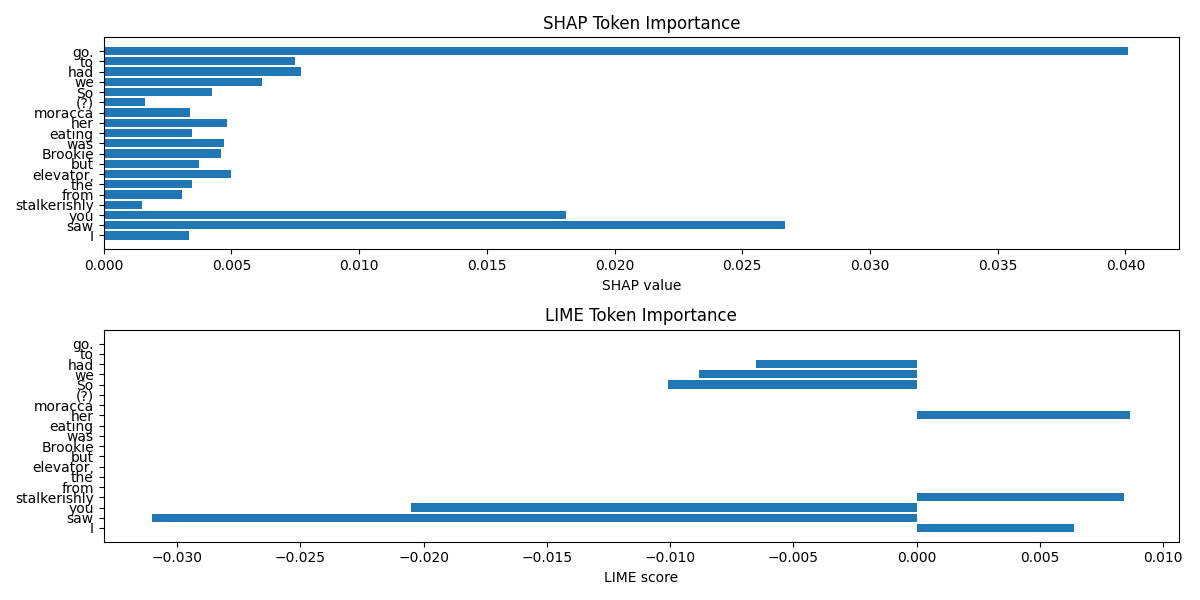 SHAP Token Importance
go.
to
had
we
So
(?)
moracca
her
eating
was
Brookie
but
elevator,
the
from
stalkerishly
you
saw
I
0.000 0.005 0.010 0.015 0.020 0.025 0.030 0.035 0.040
SHAP value
LIME Token Importance
go.
to
had
we
So
(?)
moracca
her
eating
was
Brookie
but
elevator,
the
from
stalkerishly
you
saw
I
−0.030 −0.025 −0.020 −0.015 −0.010 −0.005 0.000 0.005 0.010
LIME score